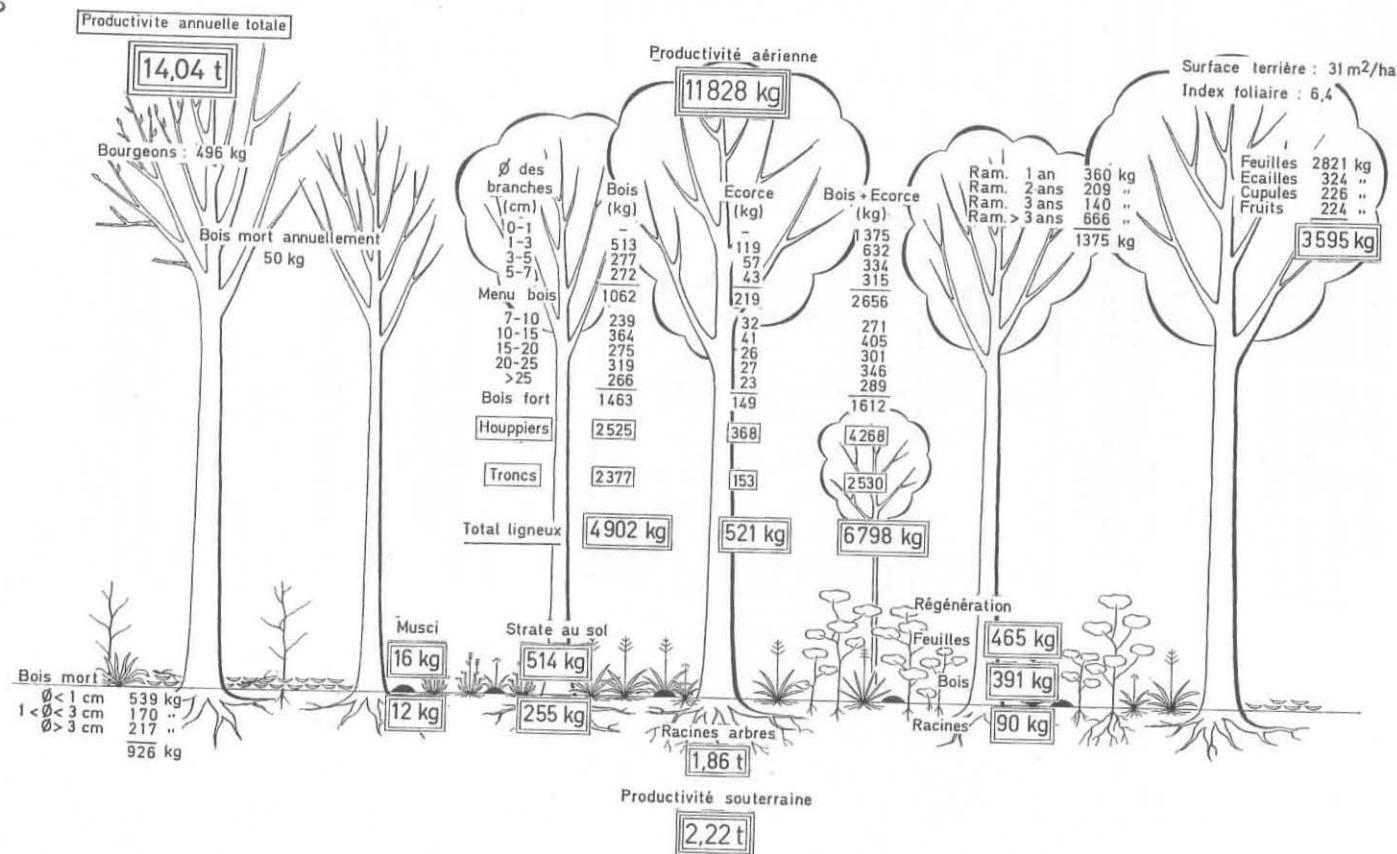 Productivite annuelle totale
14,04 t
Bourgeons : 496 kg
Bois mort annuellement
50 kg
Productivité aérienne
11 828 kg
Surface terrière : 31 m²/ha
Index foliaire : 6,4
Ø des branches (cm) Bois (kg) Ecorce (kg) Bois + Ecorce (kg)
0-1 – – 1375
1-3 513 119 632
3-5 277 57 334
5-7 272 43 315
Menu bois 1062 219 2656
7-10 239 32 271
10-15 364 41 405
15-20 275 26 301
20-25 319 27 346
>25 266 23 289
Bois fort 1463 149 1612
Houppiers 2525 368 4268
Troncs 2377 153 2530
Total ligneux 4902 kg 521 kg 6798 kg
Ram. 1 an 360 kg
Ram. 2 ans 209 "
Ram. 3 ans 140 "
Ram. > 3 ans 666 "
1375 kg
Feuilles 2821 kg
Ecailles 324 "
Cupules 226 "
Fruits 224 "
3595 kg
Musci
16 kg
12 kg
Strate au sol
514 kg
255 kg
Régénération
Feuilles 465 kg
Bois 391 kg
Racines 90 kg
Bois mort
Ø< 1 cm 539 kg
1 <Ø< 3 cm 170 "
Ø> 3 cm 217 "
926 kg
Racines arbres
1,86 t
Productivité souterraine
2,22 t